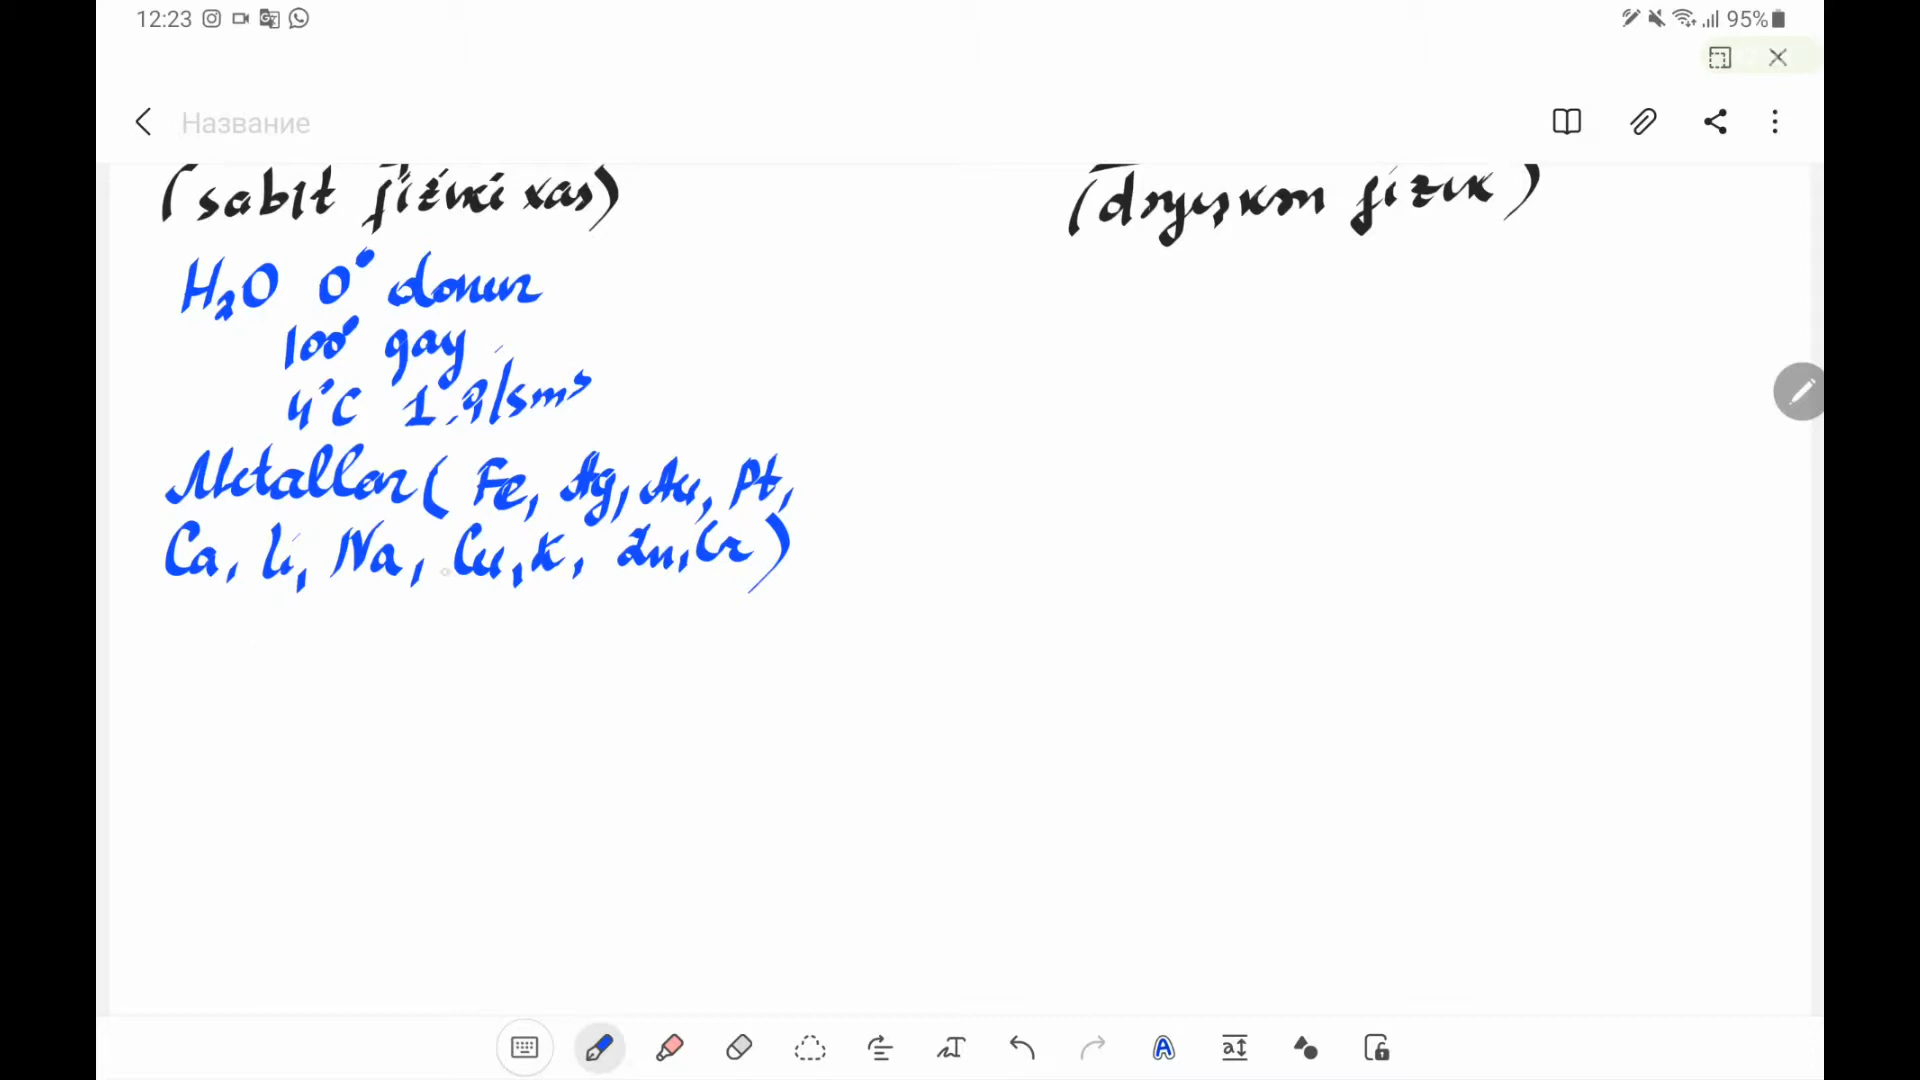 12:23 95%
Название
(sabit fiziki xas)
(dəyişkən fizik)
H₂O 0° donur
100° qay
4°C 1 q/sm³
Metallar ( Fe, Ag, Au, Pt,
Ca, Li, Na, Cu, K, Zn, Cr )